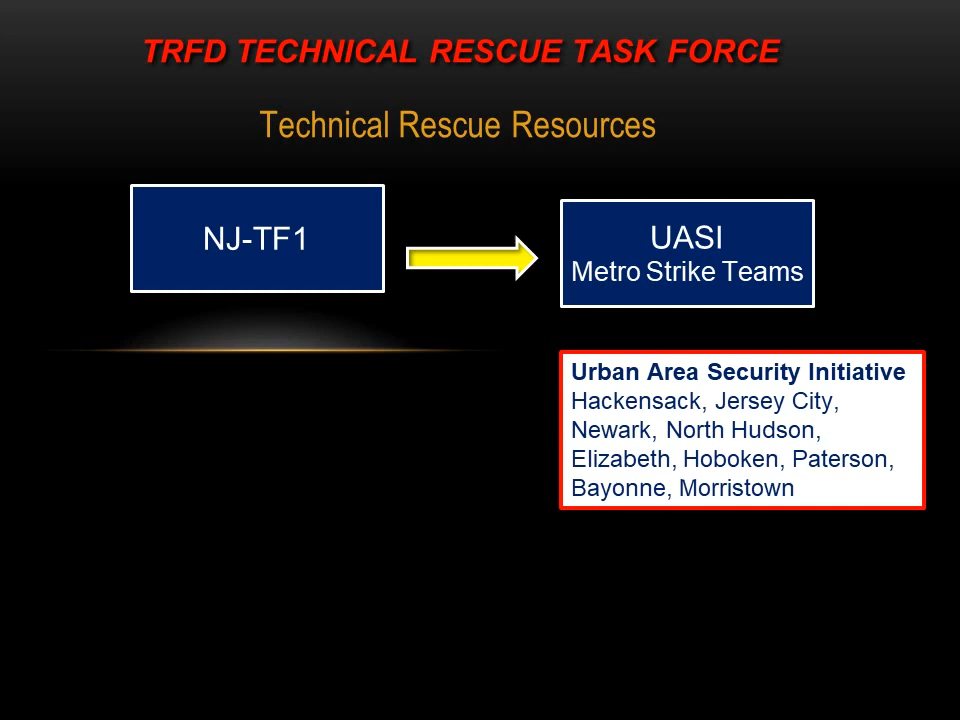 TRFD TECHNICAL RESCUE TASK FORCE
Technical Rescue Resources
NJ-TF1
UASI
Metro Strike Teams
Urban Area Security Initiative
Hackensack, Jersey City,
Newark, North Hudson,
Elizabeth, Hoboken, Paterson,
Bayonne, Morristown